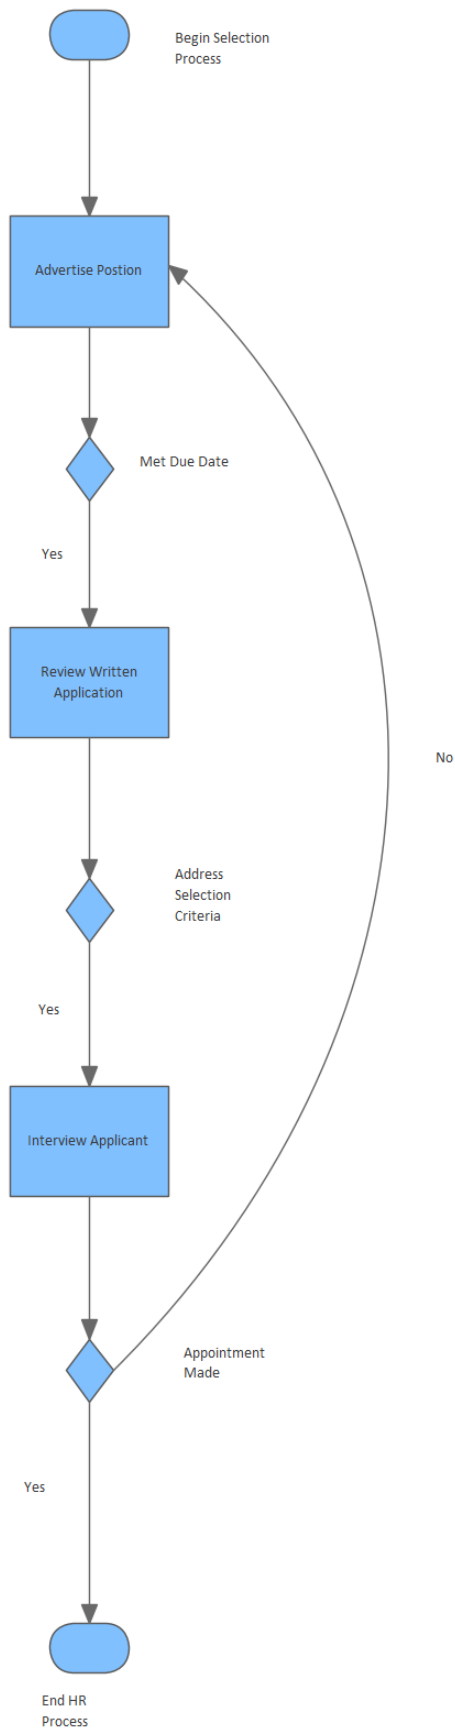 Begin Selection
Process
Advertise Postion
Met Due Date
Yes
Review Written
Application
No
Address
Selection
Criteria
Yes
Interview Applicant
Appointment
Made
Yes
End HR
Process